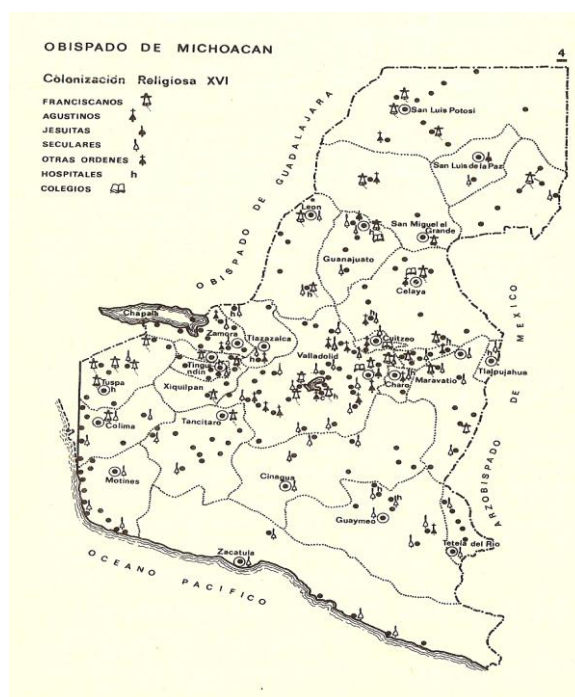 OBISPADO DE MICHOACAN
4
Colonización Religiosa XVI
FRANCISCANOS
AGUSTINOS
JESUITAS
SECULARES
OTRAS ORDENES
HOSPITALES h
COLEGIOS
OBISPADO DE GUADALAJARA
San Luis Potosi
San Luis de la Paz
Leon
San Miguel el Grande
Guanajuato
Celaya
Chapala
Zamora
Tlazazalca
Valladolid
Cuitzeo
Tlalpujahua
Charo
Maravatio
Tingüindin
Xiquilpan
Tuspa
Colima
Tancitaro
Motines
Cinagua
Guaymeo
Tetela del Rio
Zacatula
ARZOBISPADO DE MEXICO
OCEANO PACIFICO